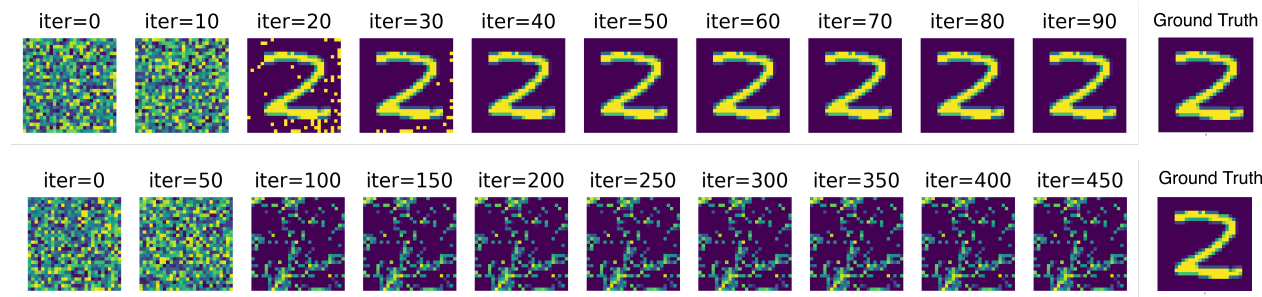 iter=0 iter=10 iter=20 iter=30 iter=40 iter=50 iter=60 iter=70 iter=80 iter=90 Ground Truth
iter=0 iter=50 iter=100 iter=150 iter=200 iter=250 iter=300 iter=350 iter=400 iter=450 Ground Truth